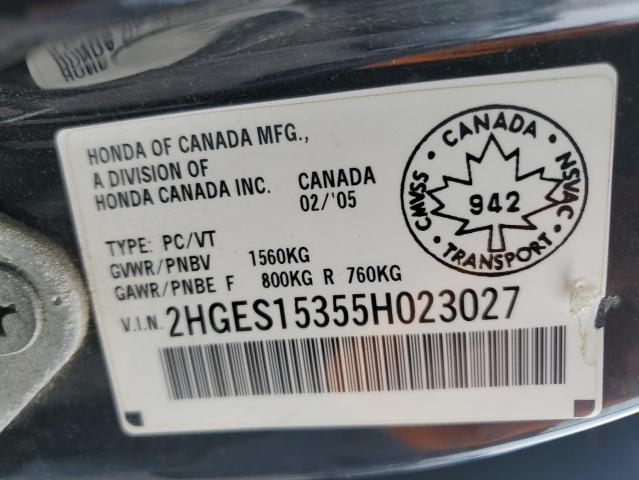 HONDA OF CANADA MFG.,
A DIVISION OF
HONDA CANADA INC. CANADA
02/'05
TYPE: PC/VT
GVWR/PNBV 1560KG
GAWR/PNBE F 800KG R 760KG
V.I.N. 2HGES15355H023027
CANADA
CMVSS 942 NSVAC
TRANSPORT